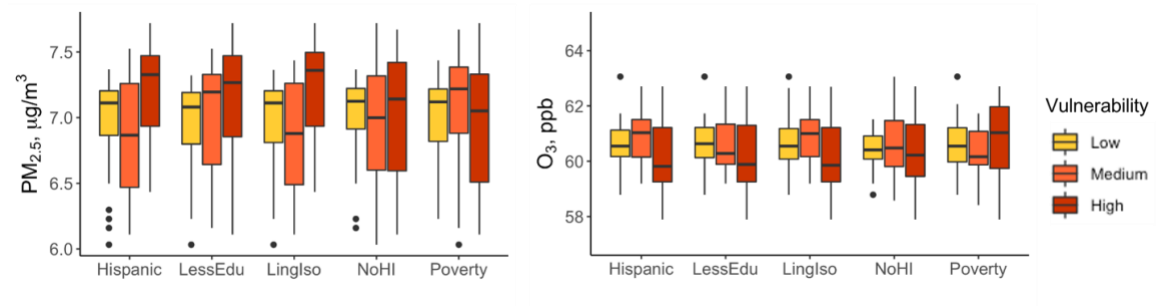 PM2.5, µg/m3
7.5
7.0
6.5
6.0
Hispanic LessEdu LingIso NoHI Poverty
O3, ppb
64
62
60
58
Hispanic LessEdu LingIso NoHI Poverty
Vulnerability
Low
Medium
High